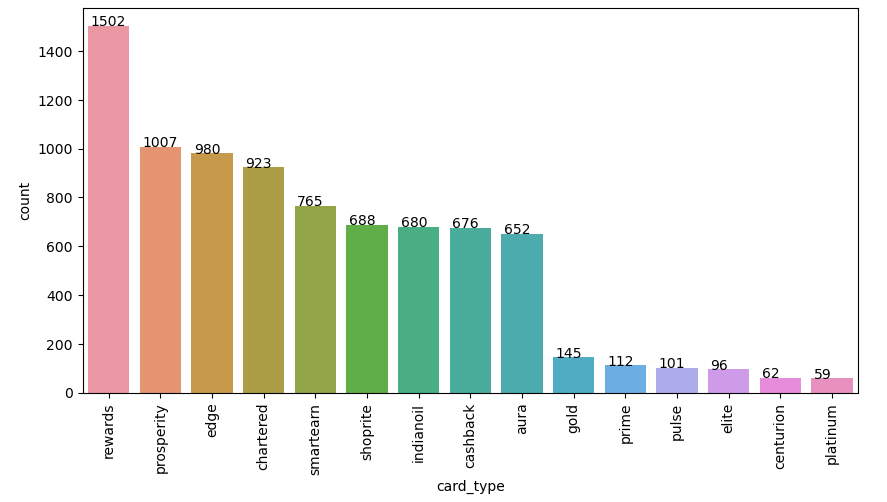 1502
1007
980
923
765
688
680
676
652
145
112
101
96
62
59
1400
1200
1000
800
600
400
200
0
count
rewards
prosperity
edge
chartered
smartearn
shoprite
indianoil
cashback
aura
gold
prime
pulse
elite
centurion
platinum
card_type